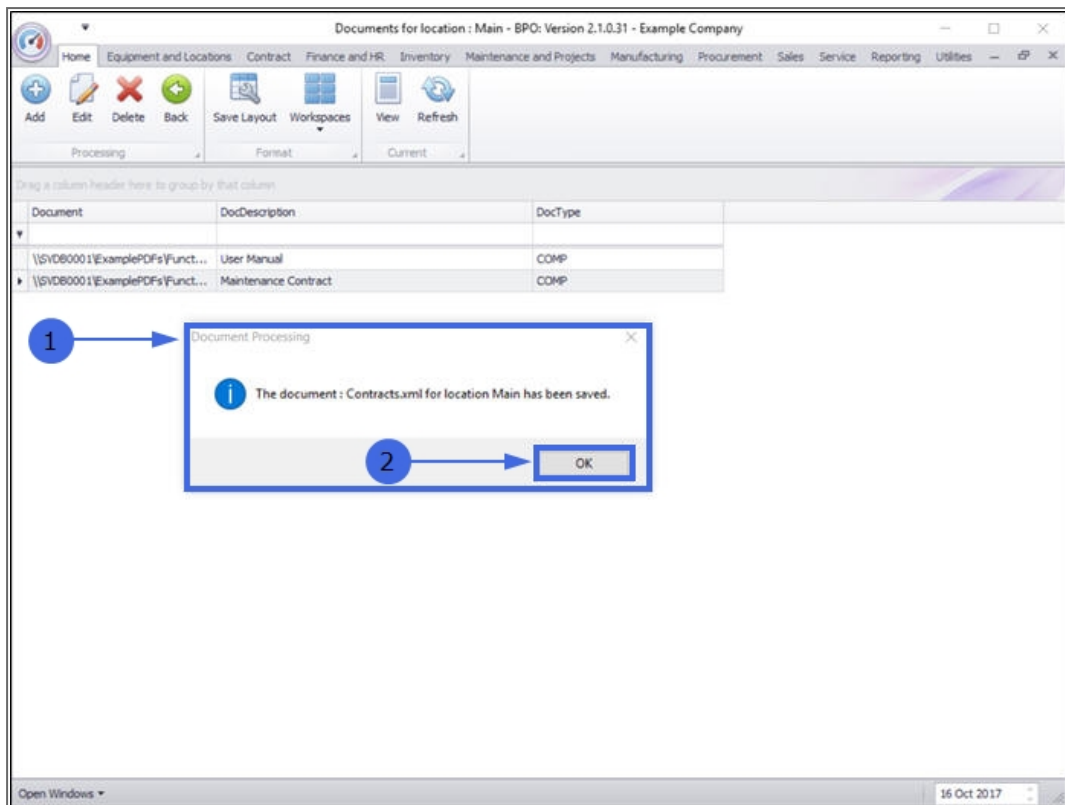 Documents for location : Main - BPO: Version 2.1.0.31 - Example Company
Home Equipment and Locations Contract Finance and HR Inventory Maintenance and Projects Manufacturing Procurement Sales Service Reporting Utilities
Add Edit Delete Back Save Layout Workspaces View Refresh
Processing Format Current
Drag a column header here to group by that column
Document DocDescription DocType
\\SVDB0001\ExamplePDFs\Funct... User Manual COMP
\\SVDB0001\ExamplePDFs\Funct... Maintenance Contract COMP
1
Document Processing
i
The document : Contracts.xml for location Main has been saved.
2
OK
Open Windows
16 Oct 2017